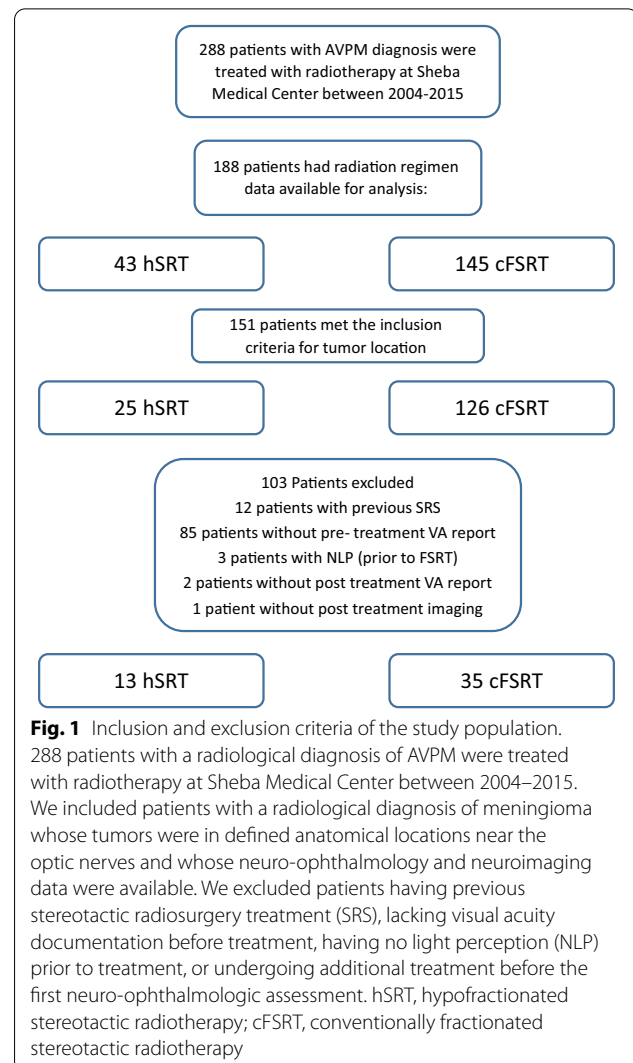 288 patients with AVPM diagnosis were
treated with radiotherapy at Sheba
Medical Center between 2004-2015
188 patients had radiation regimen
data available for analysis:
43 hSRT
145 cFSRT
151 patients met the inclusion
criteria for tumor location
25 hSRT
126 cFSRT
103 Patients excluded
12 patients with previous SRS
85 patients without pre- treatment VA report
3 patients with NLP (prior to FSRT)
2 patients without post treatment VA report
1 patient without post treatment imaging
13 hSRT
35 cFSRT
Fig. 1 Inclusion and exclusion criteria of the study population.
288 patients with a radiological diagnosis of AVPM were treated
with radiotherapy at Sheba Medical Center between 2004–2015.
We included patients with a radiological diagnosis of meningioma
whose tumors were in defined anatomical locations near the
optic nerves and whose neuro-ophthalmology and neuroimaging
data were available. We excluded patients having previous
stereotactic radiosurgery treatment (SRS), lacking visual acuity
documentation before treatment, having no light perception (NLP)
prior to treatment, or undergoing additional treatment before the
first neuro-ophthalmologic assessment. hSRT, hypofractionated
stereotactic radiotherapy; cFSRT, conventionally fractionated
stereotactic radiotherapy